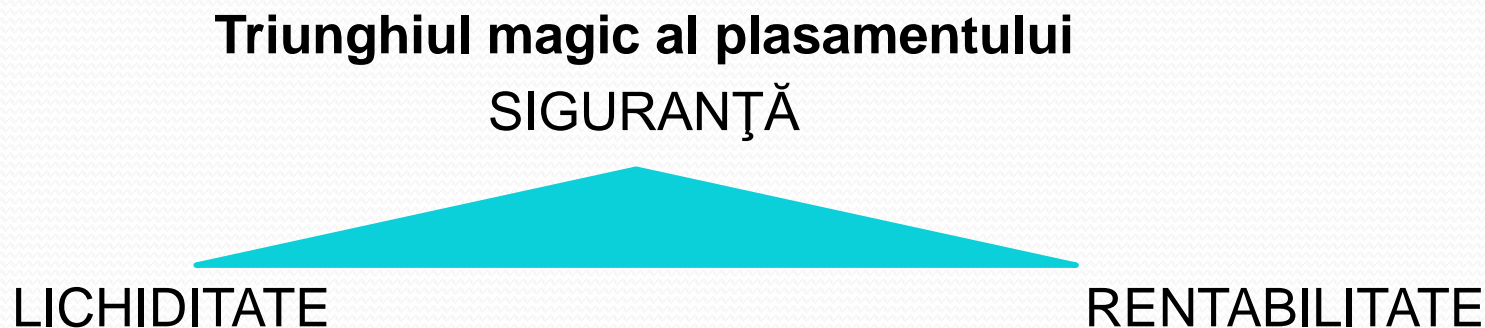 Triunghiul magic al plasamentului
SIGURANŢĂ
LICHIDITATE RENTABILITATE